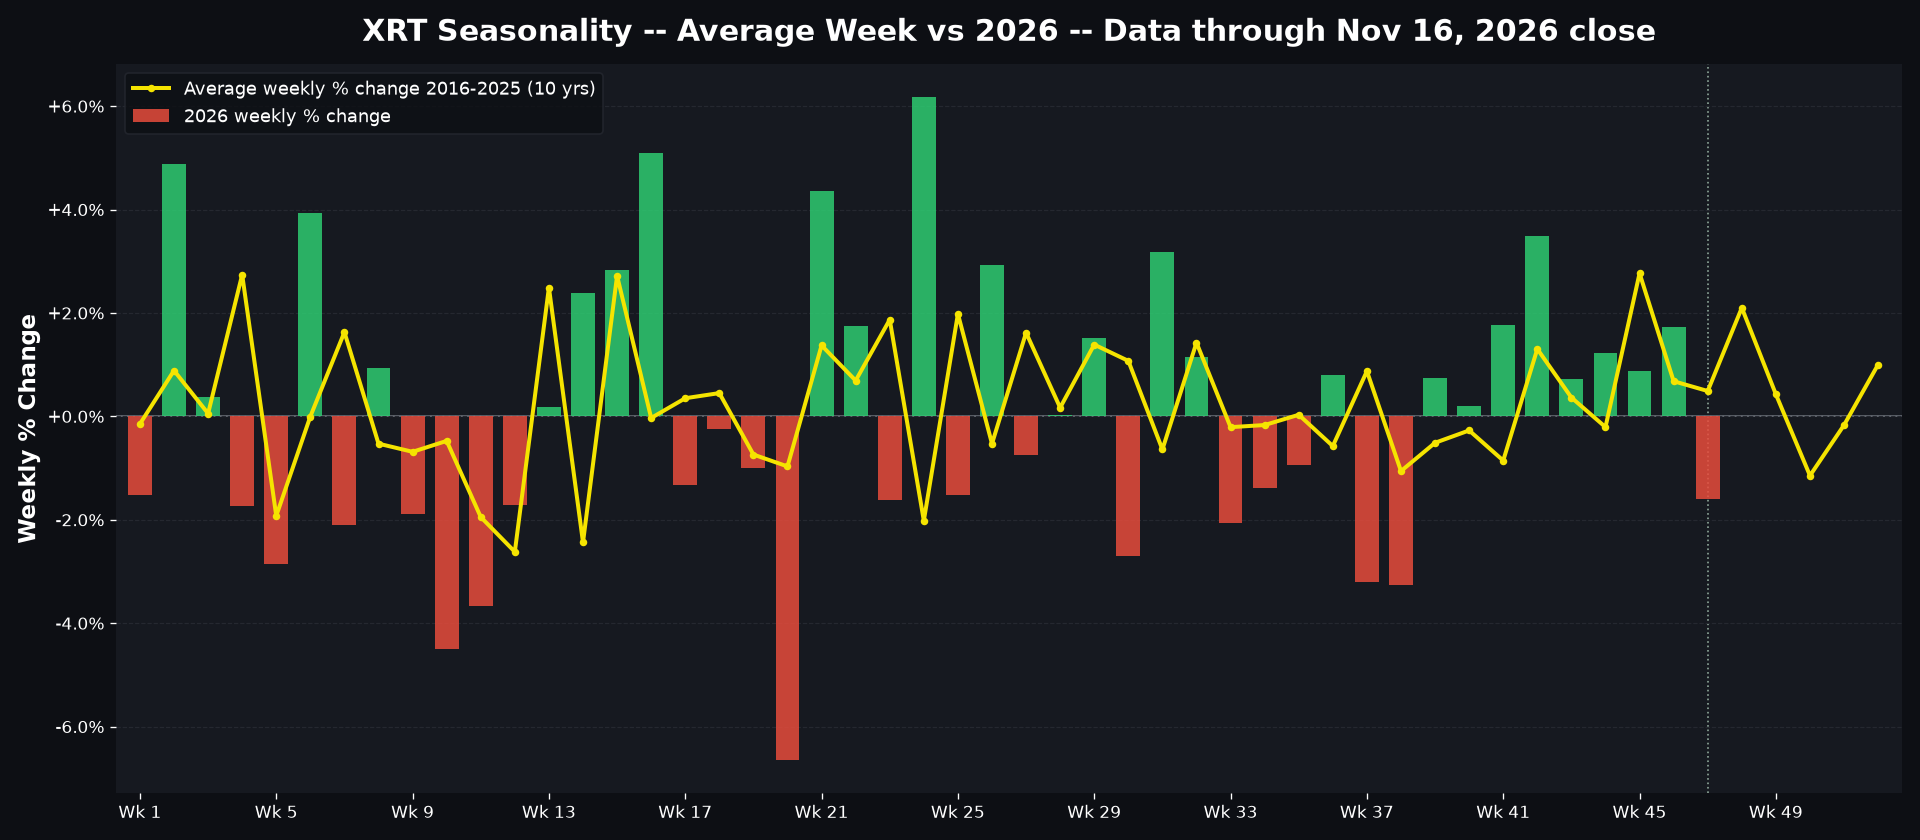 XRT Seasonality -- Average Week vs 2026 -- Data through Nov 16, 2026 close
Average weekly % change 2016-2025 (10 yrs)
2026 weekly % change
Weekly % Change
+6.0%
+4.0%
+2.0%
+0.0%
-2.0%
-4.0%
-6.0%
Wk 1 Wk 5 Wk 9 Wk 13 Wk 17 Wk 21 Wk 25 Wk 29 Wk 33 Wk 37 Wk 41 Wk 45 Wk 49